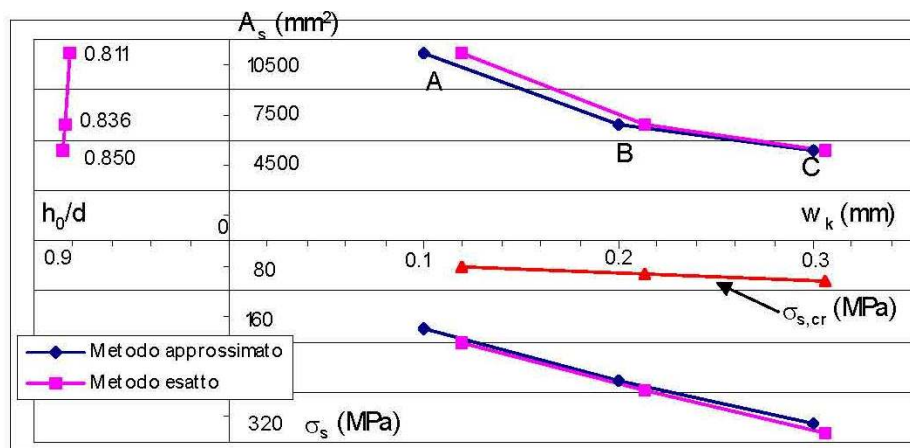 A_s (mm²)
0.811
10500
A
0.836
7500
B
0.850
4500
C
h_0/d
0
w_k (mm)
0.9
0.1
0.2
0.3
80
σ_s,cr (MPa)
160
Metodo approssimato
Metodo esatto
320
σ_s (MPa)